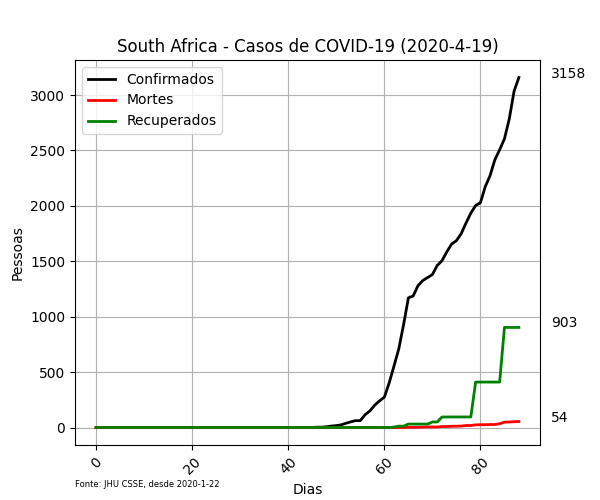 South Africa - Casos de COVID-19 (2020-4-19)
Confirmados
Mortes
Recuperados
3158
903
54
3000
2500
2000
1500
1000
500
0
Pessoas
0
20
40
60
80
Dias
Fonte: JHU CSSE, desde 2020-1-22